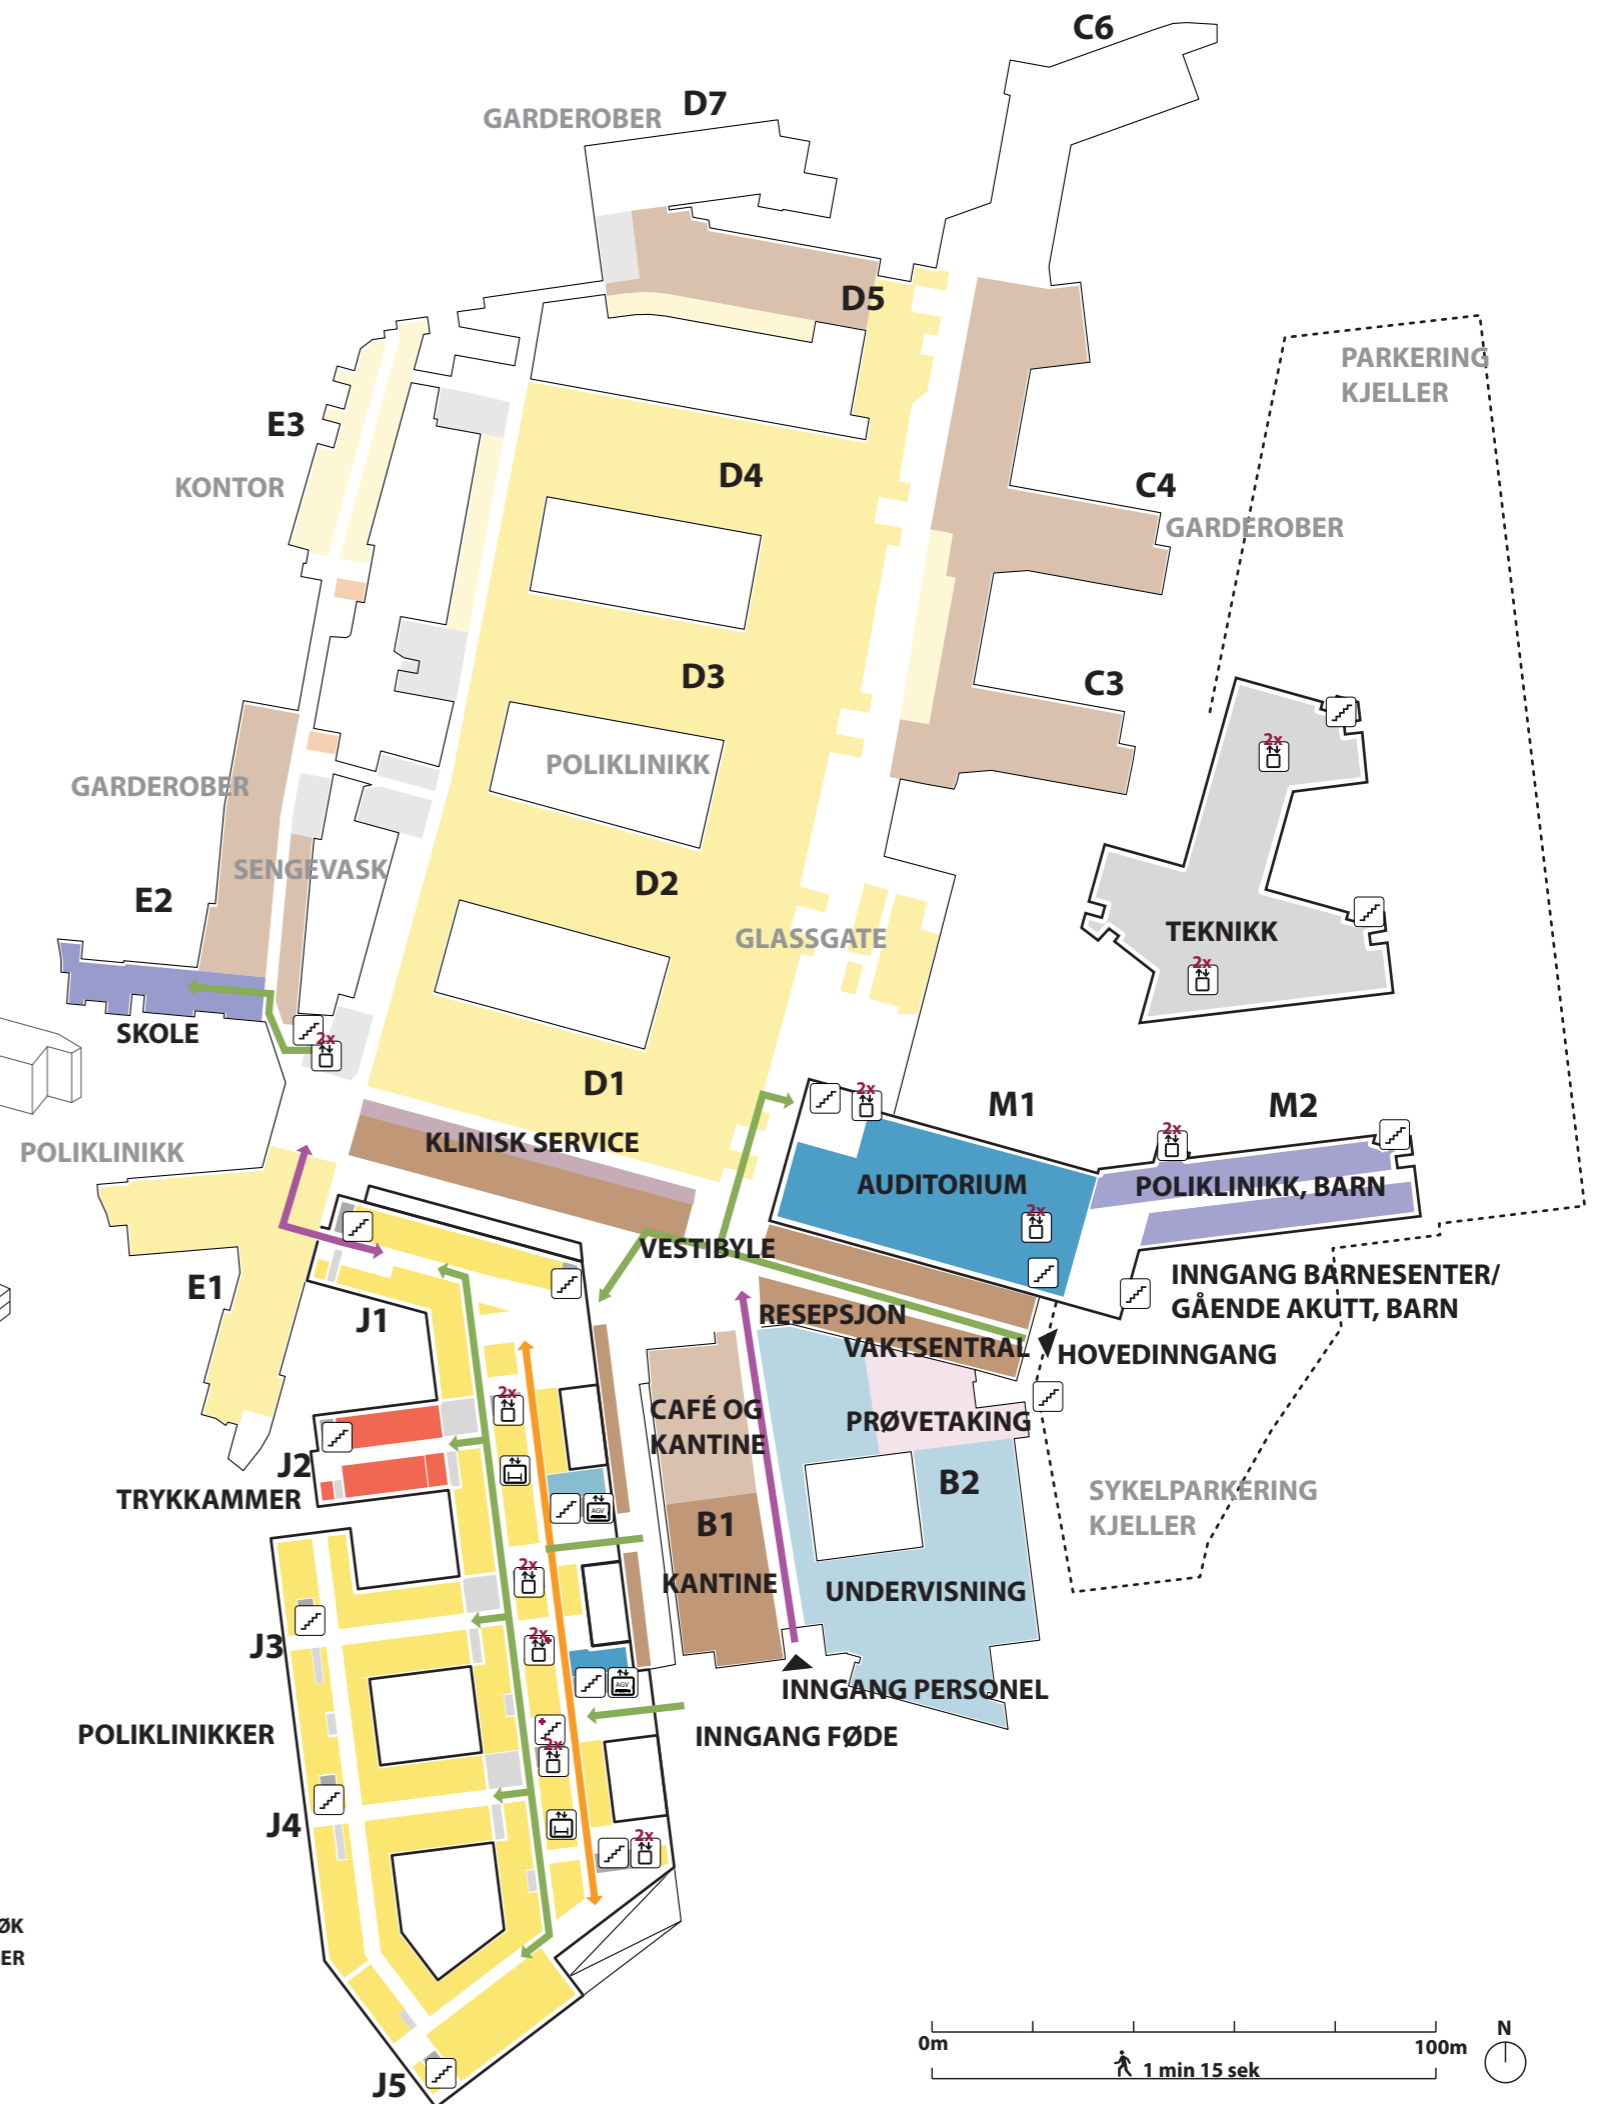 C6
D7
GARDEROBER
D5
PARKERING
KJELLER
E3
D4
KONTOR
C4
GARDEROBER
D3
C3
2x
POLIKLINIKK
GARDEROBER
SENGEVASK
D2
E2
GLASSGATE
TEKNIKK
2x
SKOLE
2x
D1
2x
M1
M2
2x
KLINISK SERVICE
POLIKLINIKK
AUDITORIUM
POLIKLINIKK, BARN
2x
VESTIBYLE
E1
INNGANG BARNESENTER/
GÅENDE AKUTT, BARN
J1
RESEPSJON
VAKTSENTRAL
HOVEDINNGANG
2x
CAFÉ OG
KANTINE
PRØVETAKING
J2
TRYKKAMMER
B2
SYKELPARKERING
KJELLER
AGV
B1
2x
KANTINE
UNDERVISNING
J3
2x
AGV
INNGANG PERSONEL
POLIKLINIKKER
INNGANG FØDE
2x
J4
2x
ØK
ER
N
0m
100m
1 min 15 sek
J5